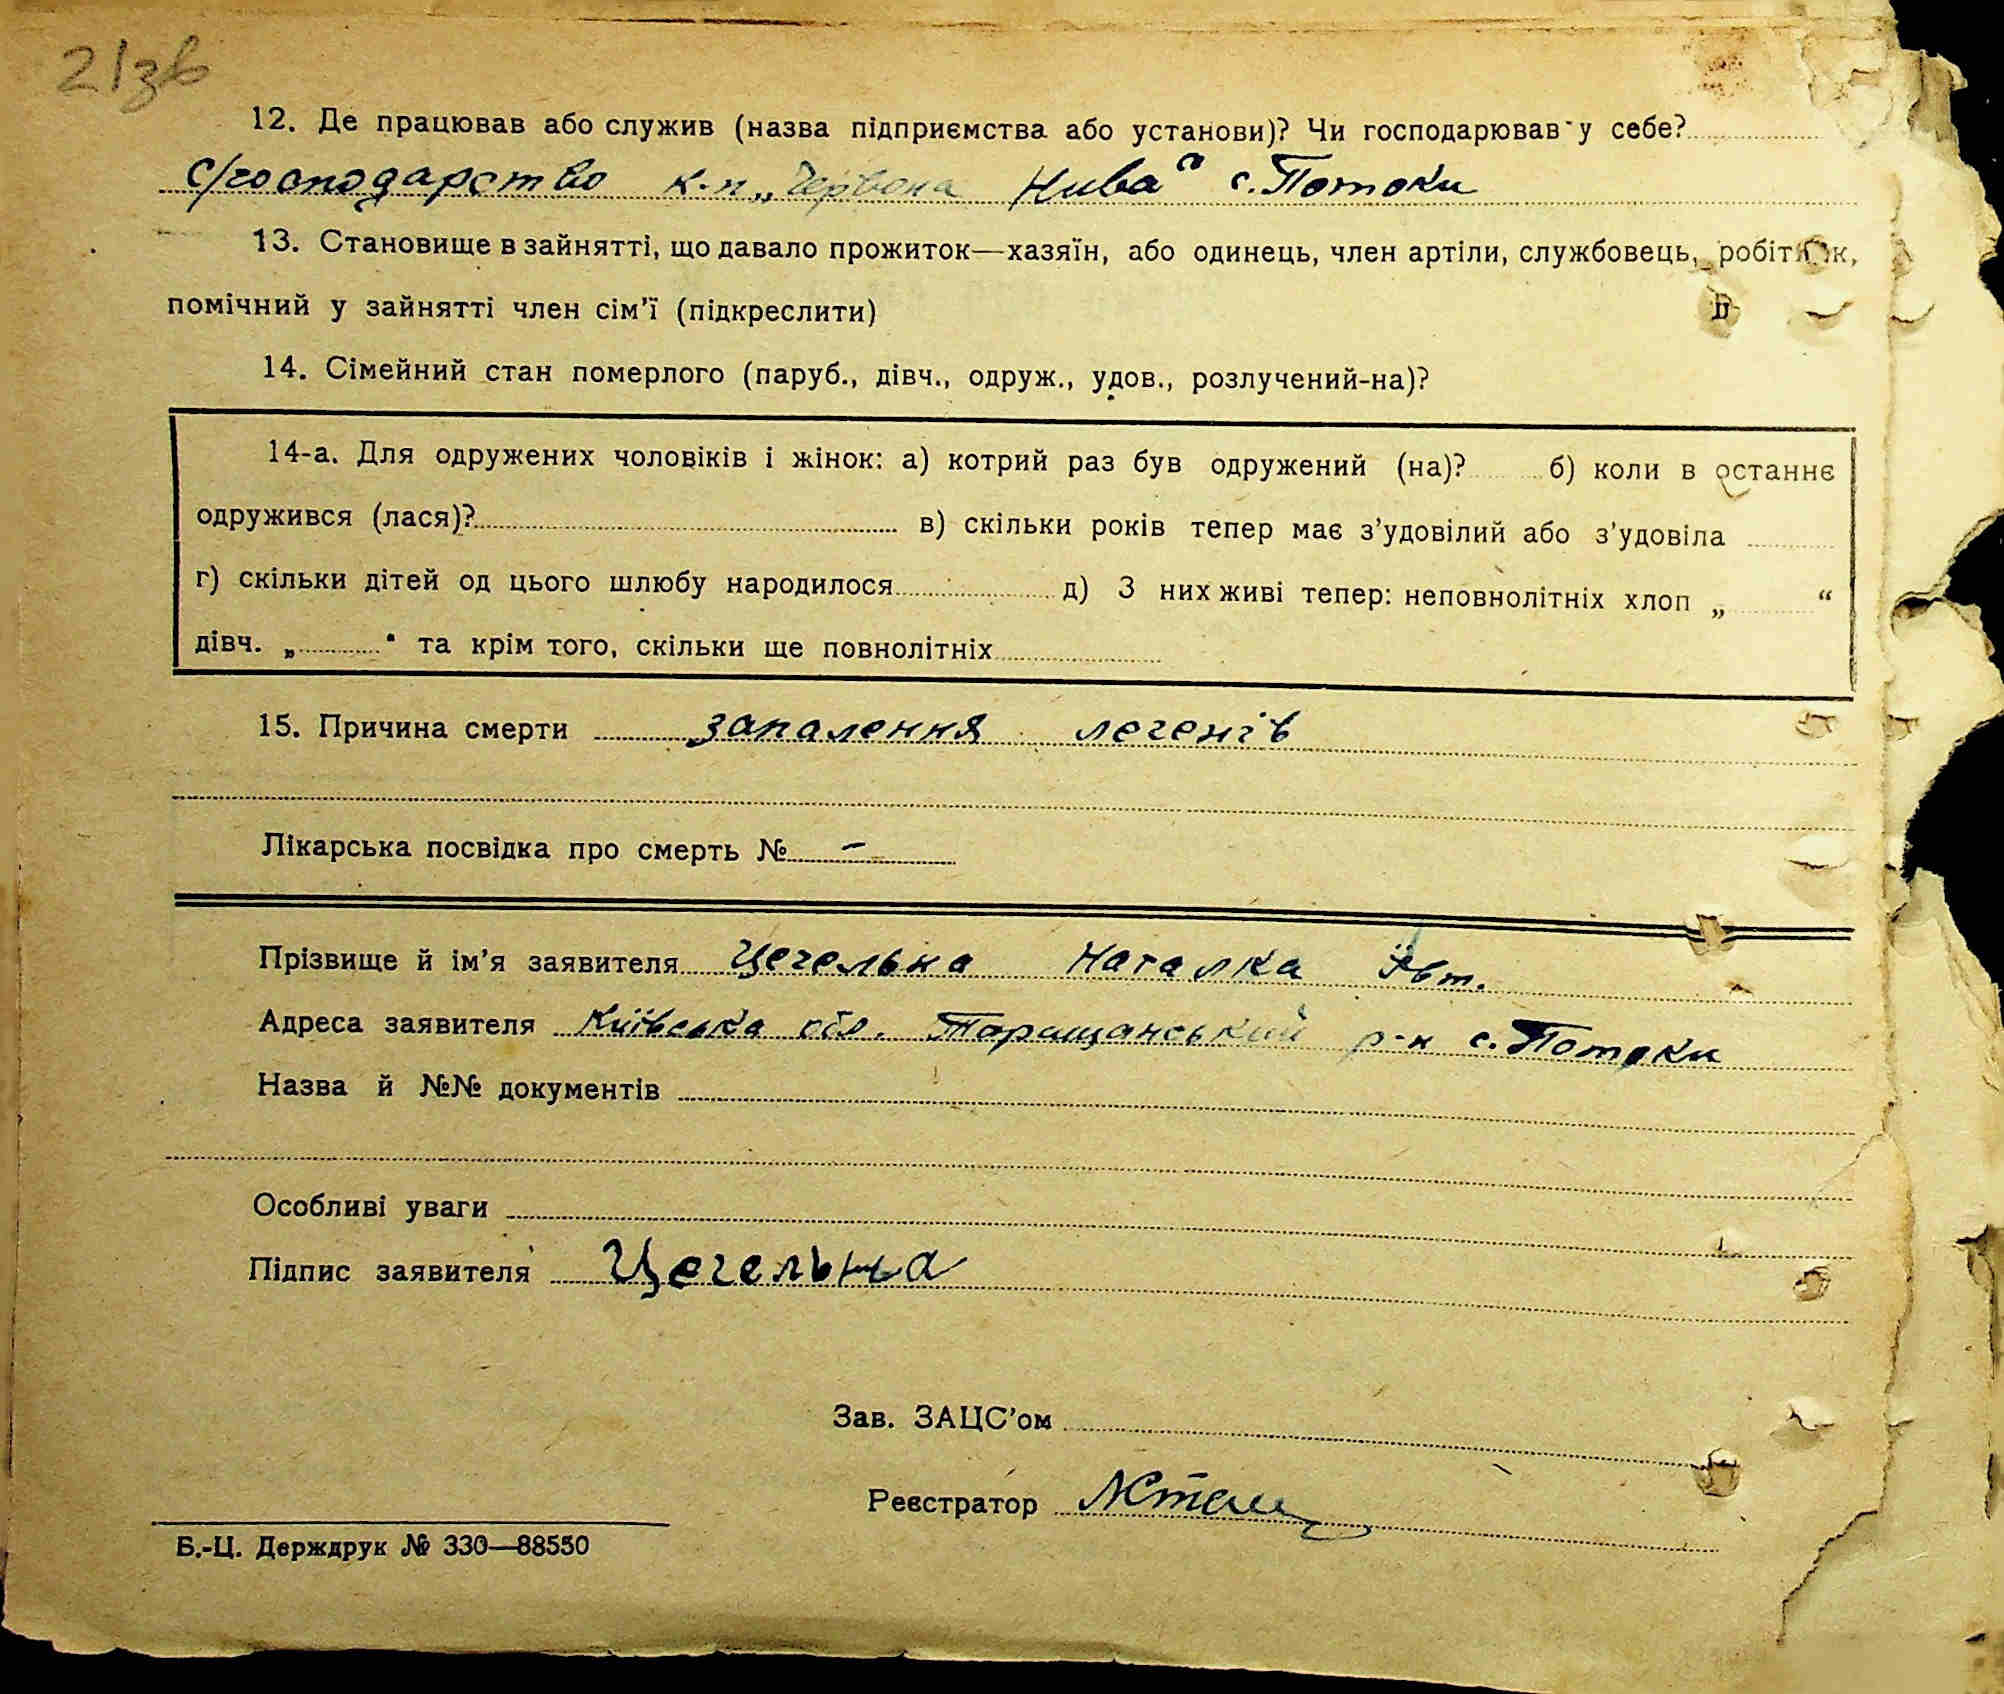 21зв
12. Де працював або служив (назва підприємства або установи)? Чи господарював у себе?
с/господарство к-п „Червона Нива" с. Потоки
13. Становище в зайнятті, що давало прожиток—хазяїн, або одинець, член артіли, службовець, робітник,
помічний у зайнятті член сім'ї (підкреслити)
14. Сімейний стан померлого (паруб., дівч., одруж., удов., розлучений-на)?
14-а. Для одружених чоловіків і жінок: а) котрий раз був одружений (на)? б) коли в останнє
одружився (лася)? в) скільки років тепер має з'удовілий або з'удовіла
г) скільки дітей од цього шлюбу народилося д) З них живі тепер: неповнолітніх хлоп „ “
дівч. „ " та крім того, скільки ще повнолітніх
15. Причина смерти запалення легенів
Лікарська посвідка про смерть № –
Прізвище й ім'я заявителя Цегельна Наталка Явт.
Адреса заявителя Київська обл. Таращанський р-н с. Потоки
Назва й №№ документів
Особливі уваги
Підпис заявителя Цегельна
Зав. ЗАЦС'ом
Реєстратор
Б.-Ц. Держдрук № 330—88550